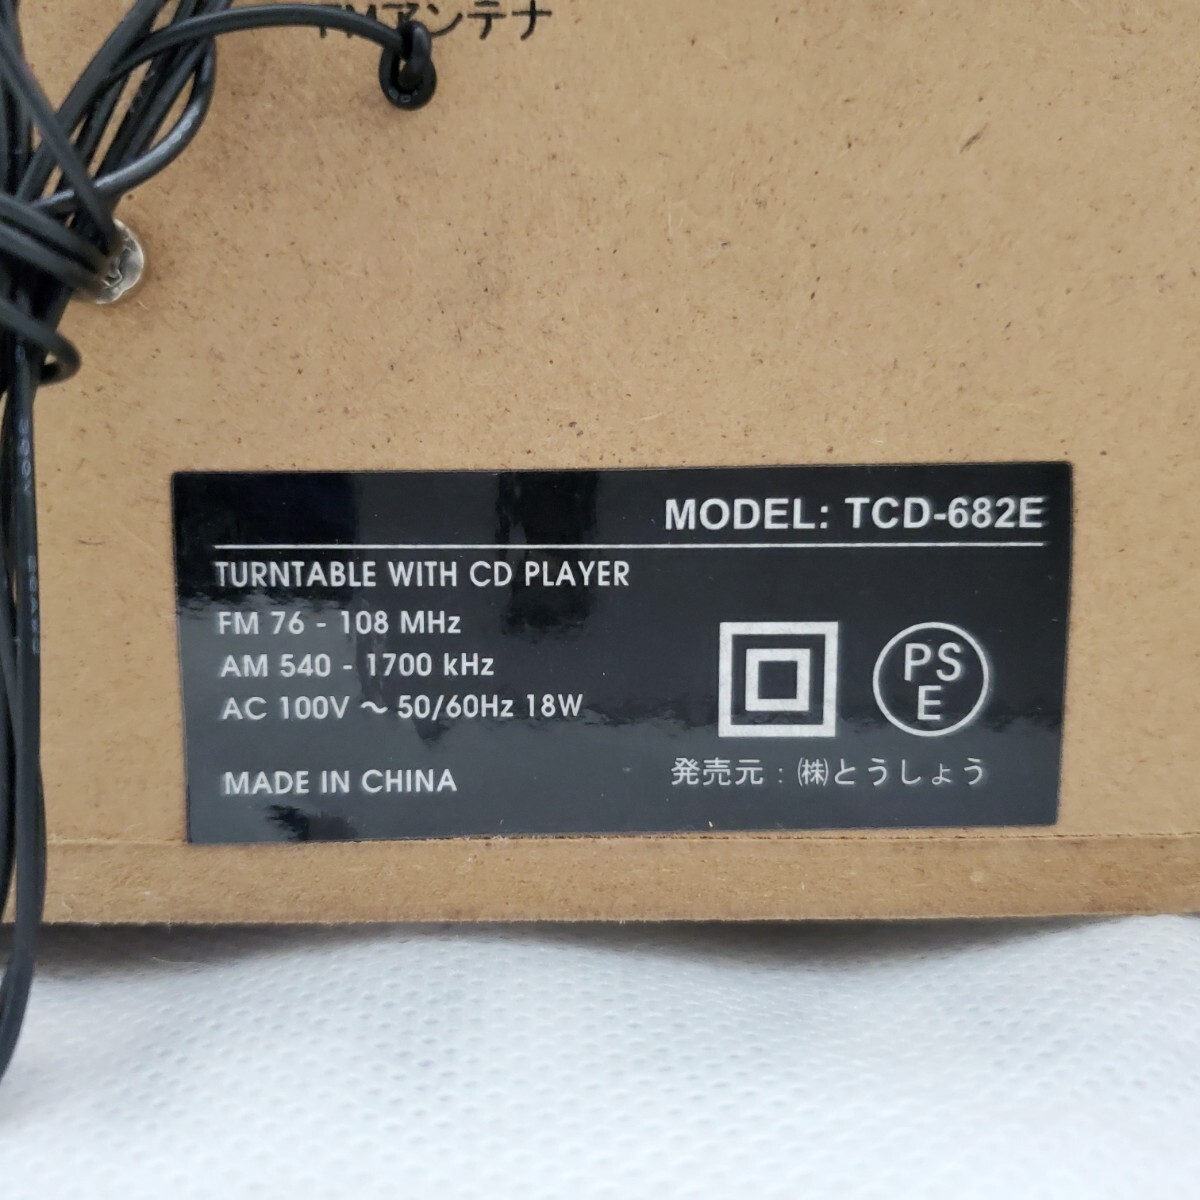 FMアンテナ
MODEL: TCD-682E
TURNTABLE WITH CD PLAYER
FM 76 - 108 MHz
AM 540 - 1700 kHz
AC 100V ～ 50/60Hz 18W
PS
E
MADE IN CHINA
発売元：㈱とうしょう